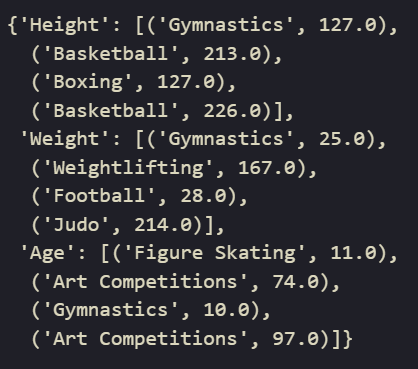 {'Height': [('Gymnastics', 127.0),
('Basketball', 213.0),
('Boxing', 127.0),
('Basketball', 226.0)],
'Weight': [('Gymnastics', 25.0),
('Weightlifting', 167.0),
('Football', 28.0),
('Judo', 214.0)],
'Age': [('Figure Skating', 11.0),
('Art Competitions', 74.0),
('Gymnastics', 10.0),
('Art Competitions', 97.0)]}